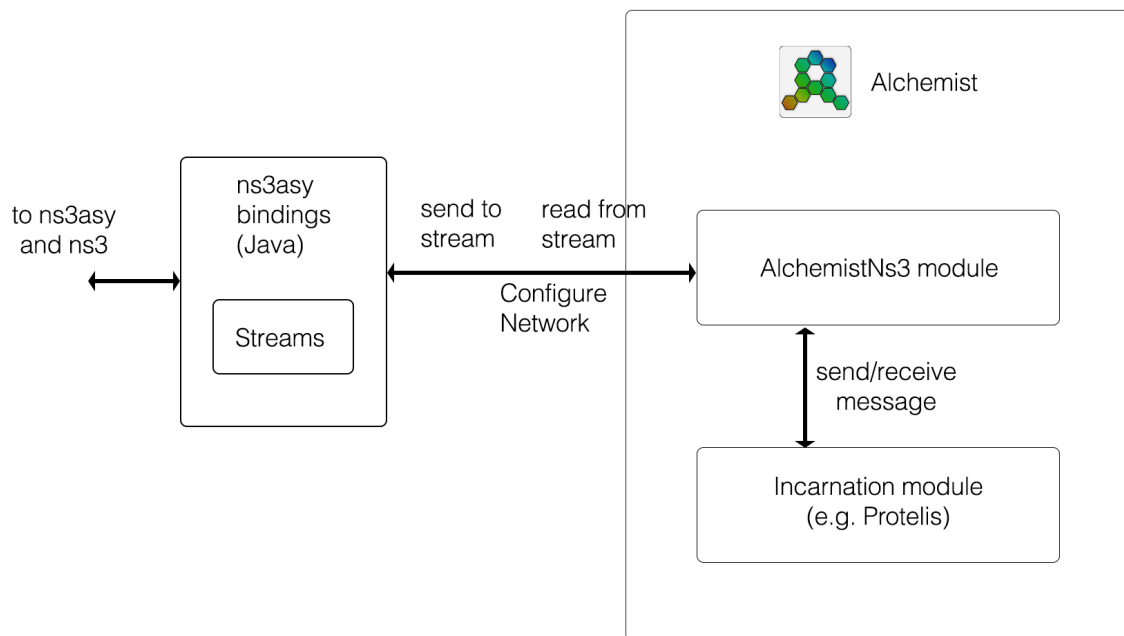 Alchemist
ns3asy
bindings
(Java)
to ns3asy
and ns3
Streams
send to
stream
read from
stream
Configure
Network
AlchemistNs3 module
send/receive
message
Incarnation module
(e.g. Protelis)